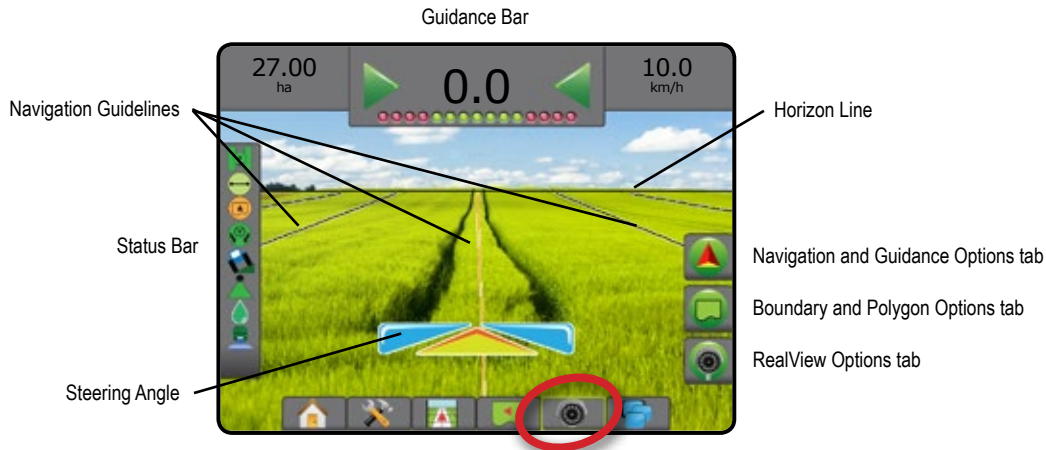 Guidance Bar
27.00
ha
0.0
10.0
km/h
Navigation Guidelines
Horizon Line
Status Bar
Navigation and Guidance Options tab
Boundary and Polygon Options tab
RealView Options tab
Steering Angle